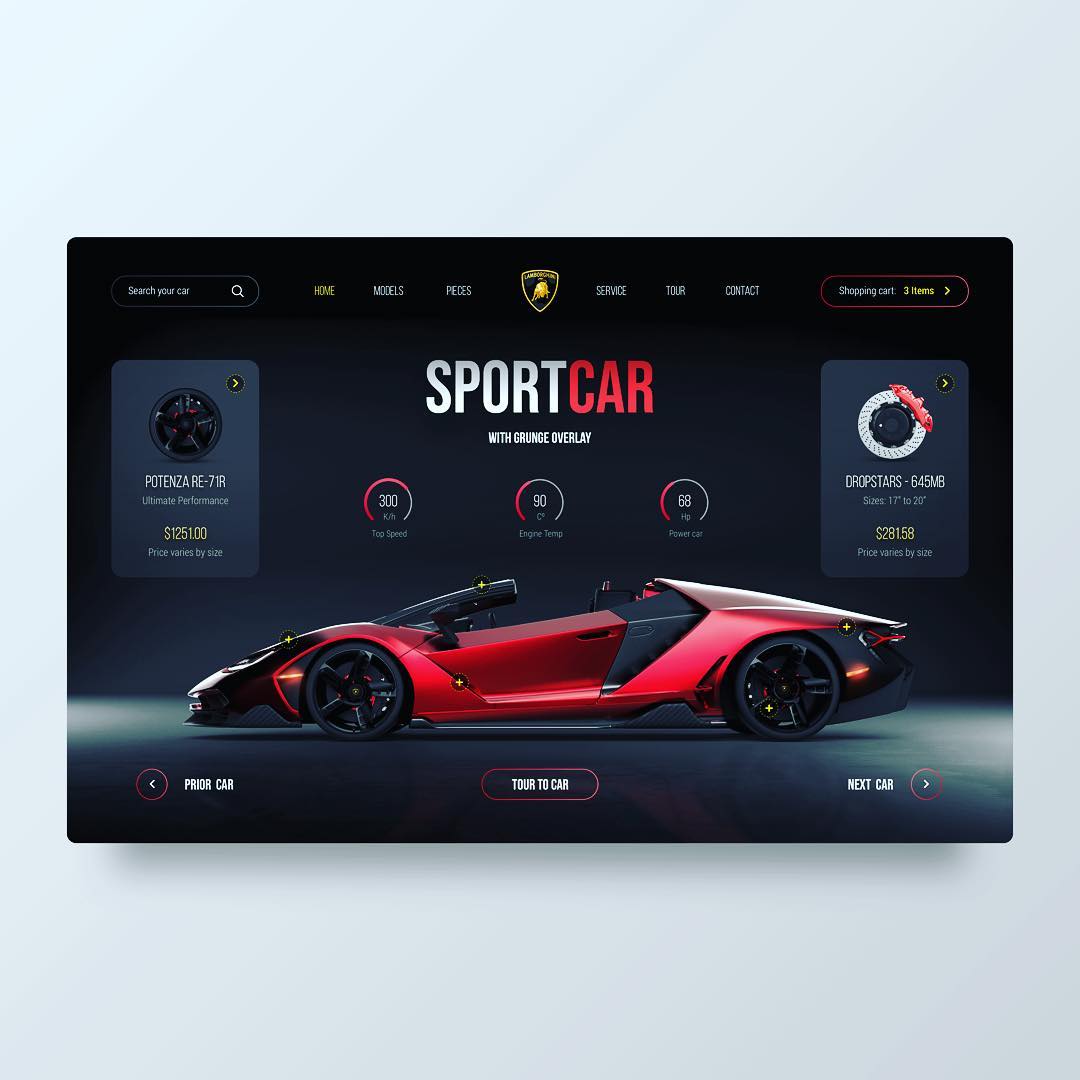 Search your car
HOME
MODELS
PIECES
LAMBORGHINI
SERVICE
TOUR
CONTACT
Shopping cart: 3 Items
SPORTCAR
WITH GRUNGE OVERLAY
POTENZA RE-71R
Ultimate Performance
$1251.00
Price varies by size
300
K/h
Top Speed
90
Cº
Engine Temp
68
Hp
Power car
DROPSTARS - 645MB
Sizes: 17" to 20"
$281.58
Price varies by size
PRIOR CAR
TOUR TO CAR
NEXT CAR